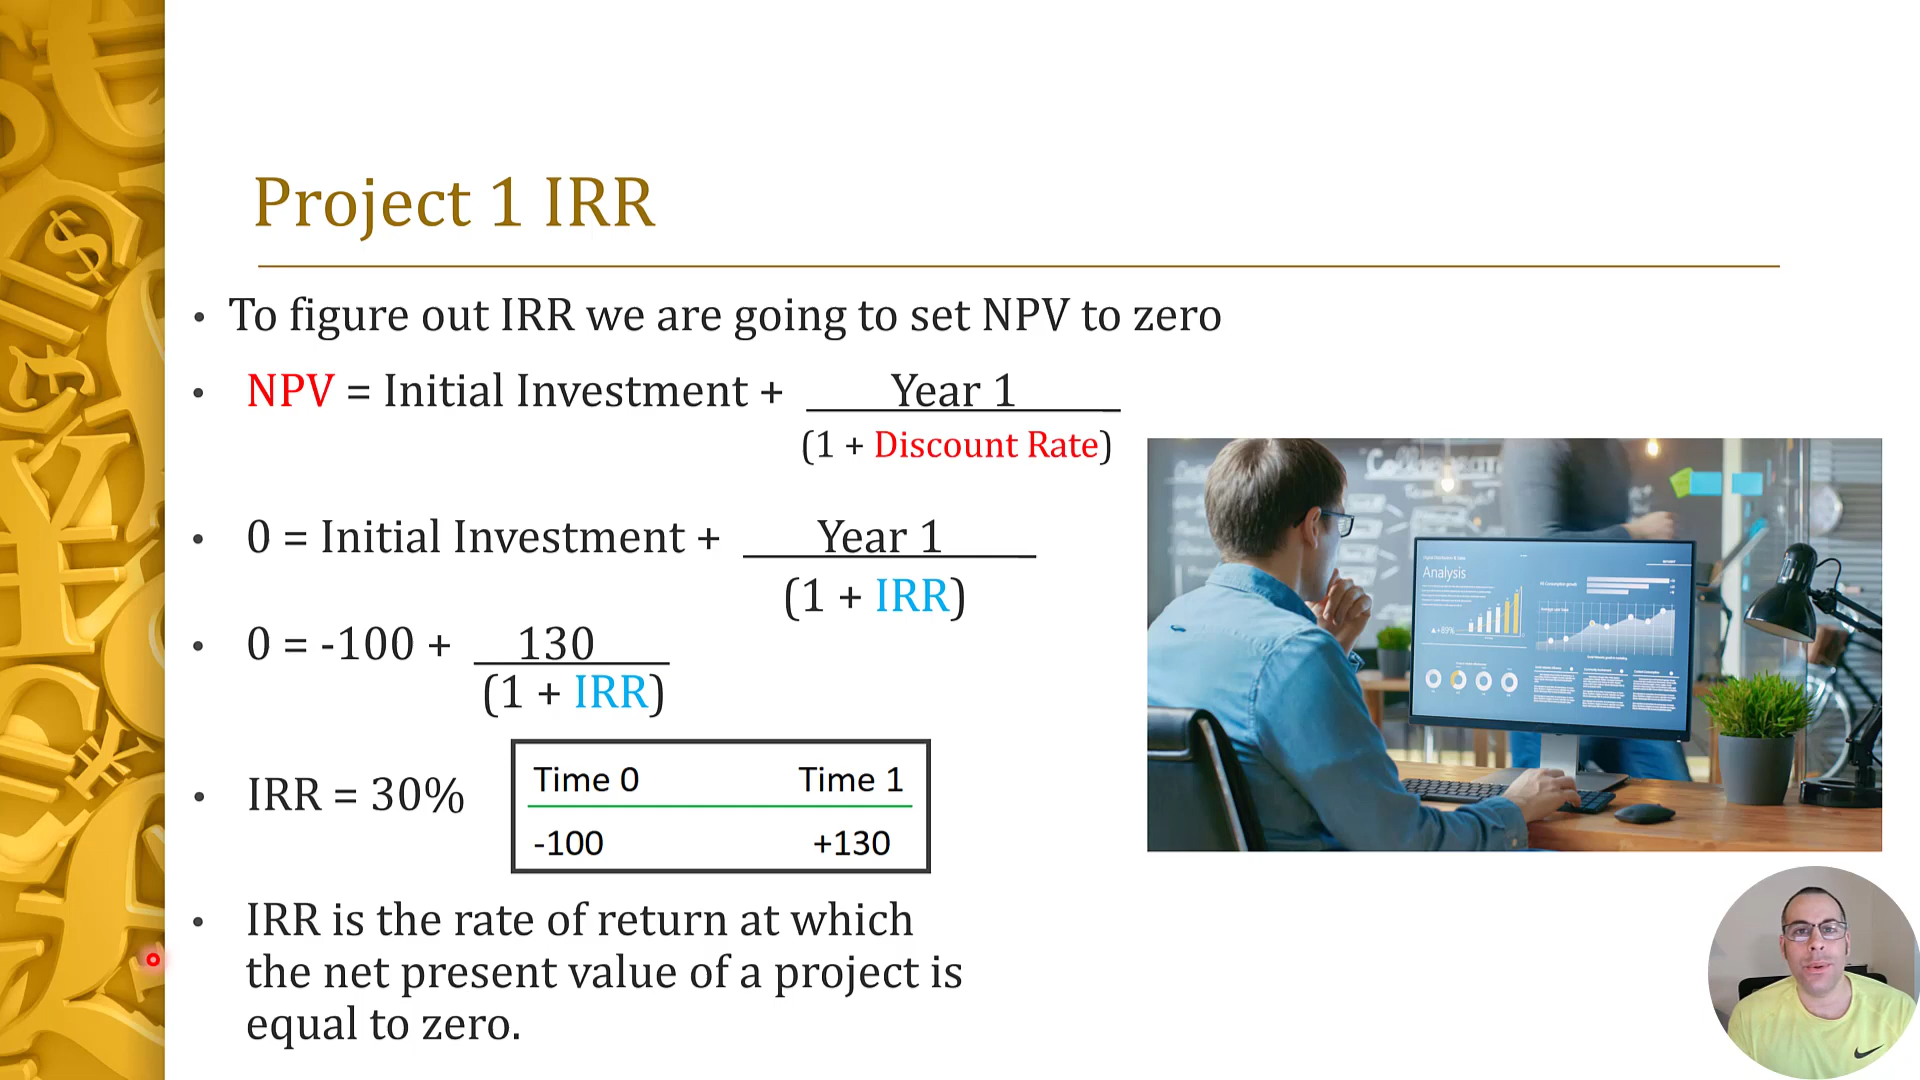 Project 1 IRR
• To figure out IRR we are going to set NPV to zero
• NPV = Initial Investment + Year 1
(1 + Discount Rate)
• 0 = Initial Investment + Year 1
(1 + IRR)
• 0 = -100 + 130
(1 + IRR)
• IRR = 30%
Time 0 Time 1
-100 +130
• IRR is the rate of return at which
the net present value of a project is
equal to zero.
Analysis